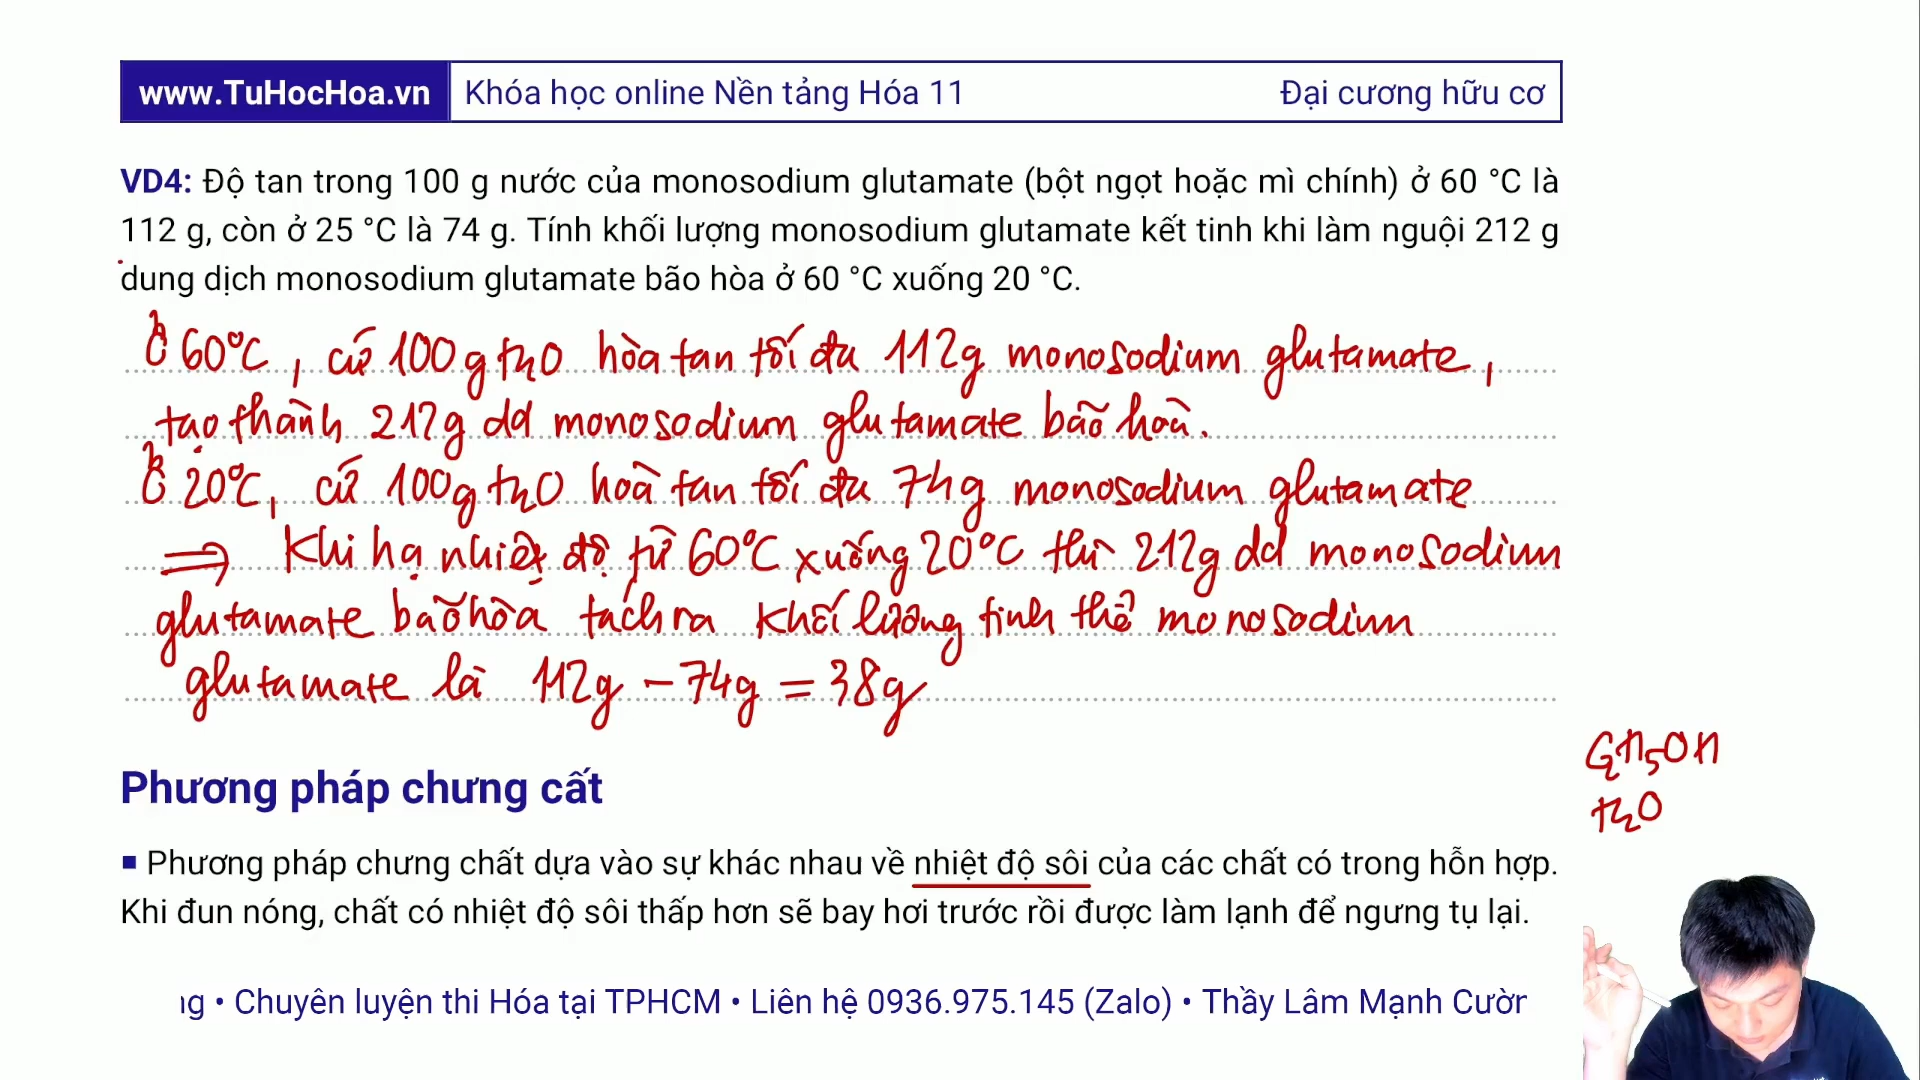 www.TuHocHoa.vn Khóa học online Nền tảng Hóa 11 Đại cương hữu cơ
VD4: Độ tan trong 100 g nước của monosodium glutamate (bột ngọt hoặc mì chính) ở 60 °C là
112 g, còn ở 25 °C là 74 g. Tính khối lượng monosodium glutamate kết tinh khi làm nguội 212 g
dung dịch monosodium glutamate bão hòa ở 60 °C xuống 20 °C.
Ở 60°C, cứ 100g H2O hòa tan tối đa 112g monosodium glutamate,
tạo thành 212g dd monosodium glutamate bão hoà.
Ở 20°C, cứ 100g H2O hoà tan tối đa 74g monosodium glutamate
⇒ Khi hạ nhiệt độ từ 60°C xuống 20°C thì 212g dd monosodium
glutamate bão hòa tách ra khối lượng tinh thể monosodium
glutamate là 112g - 74g = 38g
C2H5OH
H2O
Phương pháp chưng cất
▪ Phương pháp chưng chất dựa vào sự khác nhau về nhiệt độ sôi của các chất có trong hỗn hợp.
Khi đun nóng, chất có nhiệt độ sôi thấp hơn sẽ bay hơi trước rồi được làm lạnh để ngưng tụ lại.
ng • Chuyên luyện thi Hóa tại TPHCM • Liên hệ 0936.975.145 (Zalo) • Thầy Lâm Mạnh Cườn